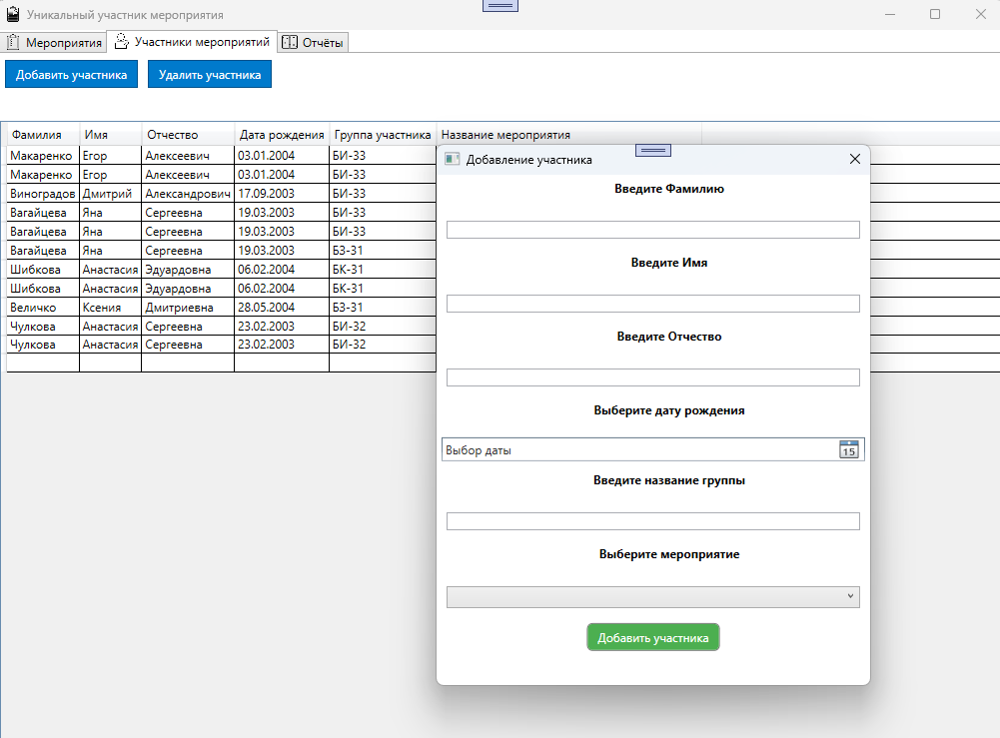 Уникальный участник мероприятия
Мероприятия Участники мероприятий Отчёты
Добавить участника Удалить участника
Фамилия Имя Отчество Дата рождения Группа участника Название мероприятия
Макаренко Егор Алексеевич 03.01.2004 БИ-33
Макаренко Егор Алексеевич 03.01.2004 БИ-33
Виноградов Дмитрий Александрович 17.09.2003 БИ-33
Вагайцева Яна Сергеевна 19.03.2003 БИ-33
Вагайцева Яна Сергеевна 19.03.2003 БИ-33
Вагайцева Яна Сергеевна 19.03.2003 БЗ-31
Шибкова Анастасия Эдуардовна 06.02.2004 БК-31
Шибкова Анастасия Эдуардовна 06.02.2004 БК-31
Величко Ксения Дмитриевна 28.05.2004 БЗ-31
Чулкова Анастасия Сергеевна 23.02.2003 БИ-32
Чулкова Анастасия Сергеевна 23.02.2003 БИ-32
Добавление участника
Введите Фамилию
Введите Имя
Введите Отчество
Выберите дату рождения
Выбор даты 15
Введите название группы
Выберите мероприятие
Добавить участника